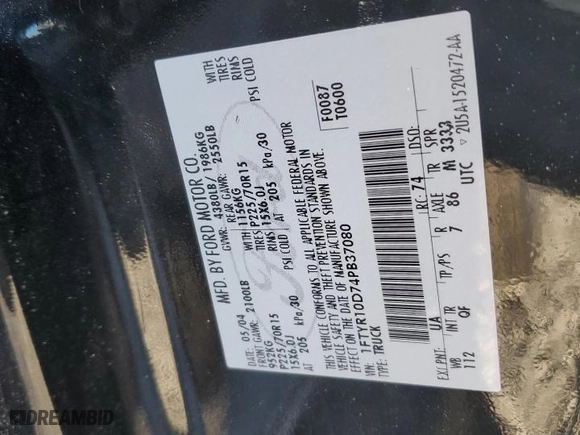 MFD. BY FORD MOTOR CO.
DATE: 05/04 GVWR: 4380LB/ 1986KG
FRONT GAWR: 2100LB REAR GAWR: 2550LB
952KG WITH 1156KG WITH
P225/70R15 TIRES P225/70R15 TIRES
15X6.0J RINS 15X6.0J RIMS
AT 205 kPa/30 PSI COLD AT 205 kPa/30 PSI COLD
THIS VEHICLE CONFORMS TO ALL APPLICABLE FEDERAL MOTOR
VEHICLE SAFETY AND THEFT PREVENTION STANDARDS IN
EFFECT ON THE DATE OF MANUFACTURE SHOWN ABOVE.
VIN: 1FTYR10D74PB37080
TYPE: TRUCK
F0087
T0600
EXT PNT: UA RC: 74 DSO:
WB INT TR TP/PS R AXLE TR SPR
112 QF 7 86 M 3333
UTC 2U5A-1520472-AA
DREAMBID